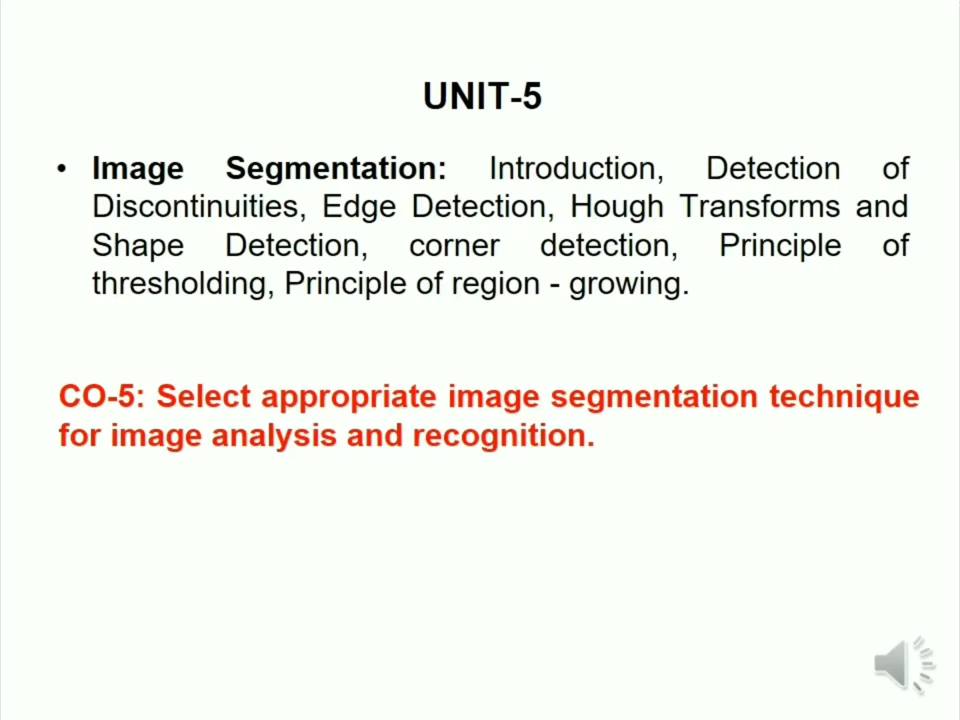 UNIT-5
• Image Segmentation: Introduction, Detection of
Discontinuities, Edge Detection, Hough Transforms and
Shape Detection, corner detection, Principle of
thresholding, Principle of region - growing.
CO-5: Select appropriate image segmentation technique
for image analysis and recognition.